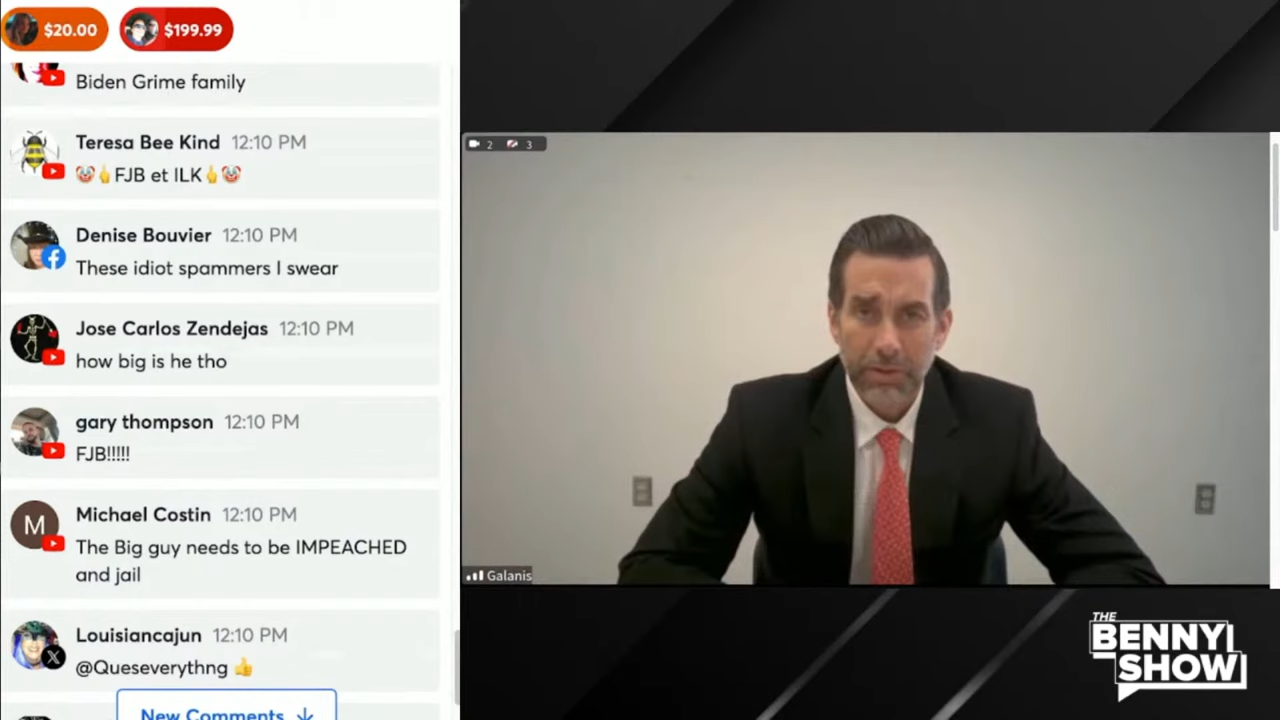 $20.00
$199.99
Biden Grime family
Teresa Bee Kind 12:10 PM
🤡🖕FJB et ILK🖕🤡
Denise Bouvier 12:10 PM
These idiot spammers I swear
Jose Carlos Zendejas 12:10 PM
how big is he tho
gary thompson 12:10 PM
FJB!!!!!
M
Michael Costin 12:10 PM
The Big guy needs to be IMPEACHED
and jail
Louisiancajun 12:10 PM
@Queseverythng 👍
New Comments ↓
2 3
Galanis
THE
BENNY
SHOW